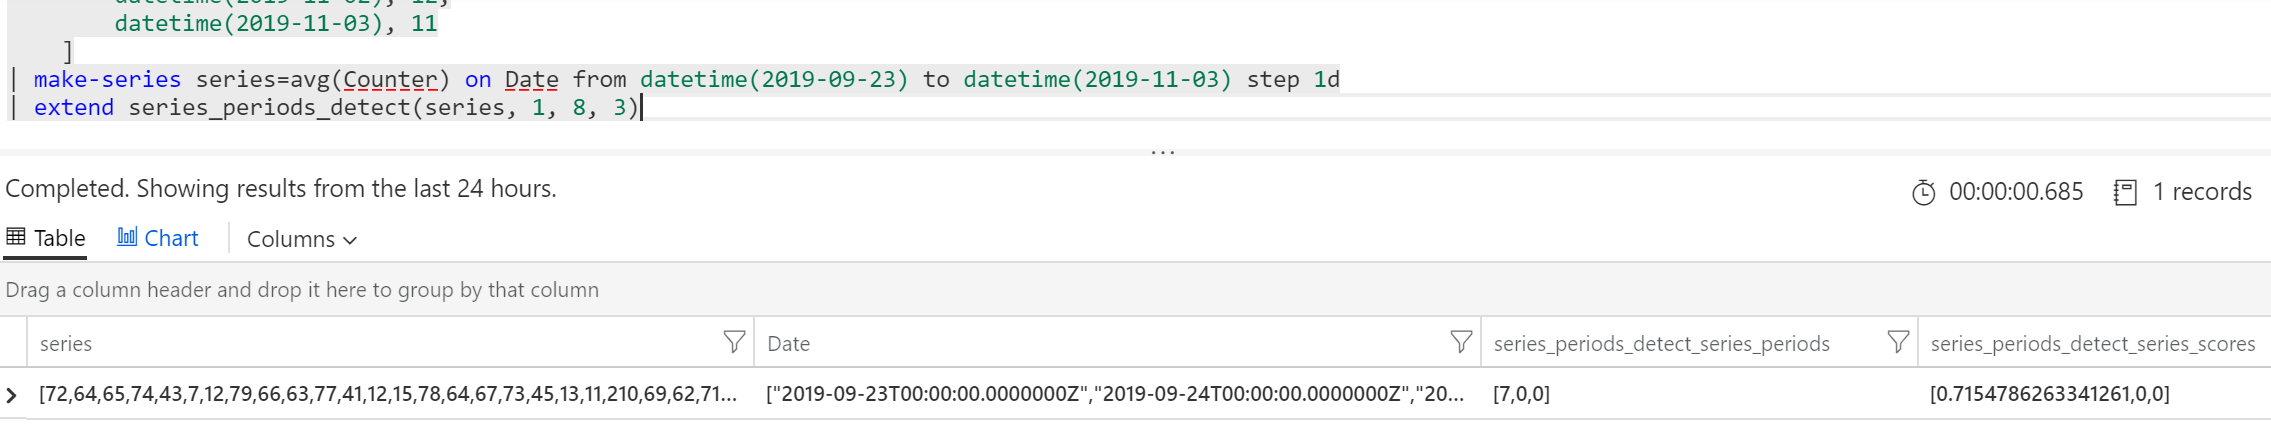 datetime(2019-11-02), 12,
datetime(2019-11-03), 11
]
| make-series series=avg(Counter) on Date from datetime(2019-09-23) to datetime(2019-11-03) step 1d
| extend series_periods_detect(series, 1, 8, 3)
...
Completed. Showing results from the last 24 hours.
00:00:00.685 1 records
Table Chart Columns
Drag a column header and drop it here to group by that column
series Date series_periods_detect_series_periods series_periods_detect_series_scores
[72,64,65,74,43,7,12,79,66,63,77,41,12,15,78,64,67,73,45,13,11,210,69,62,71... ["2019-09-23T00:00:00.0000000Z","2019-09-24T00:00:00.0000000Z","20... [7,0,0] [0.7154786263341261,0,0]